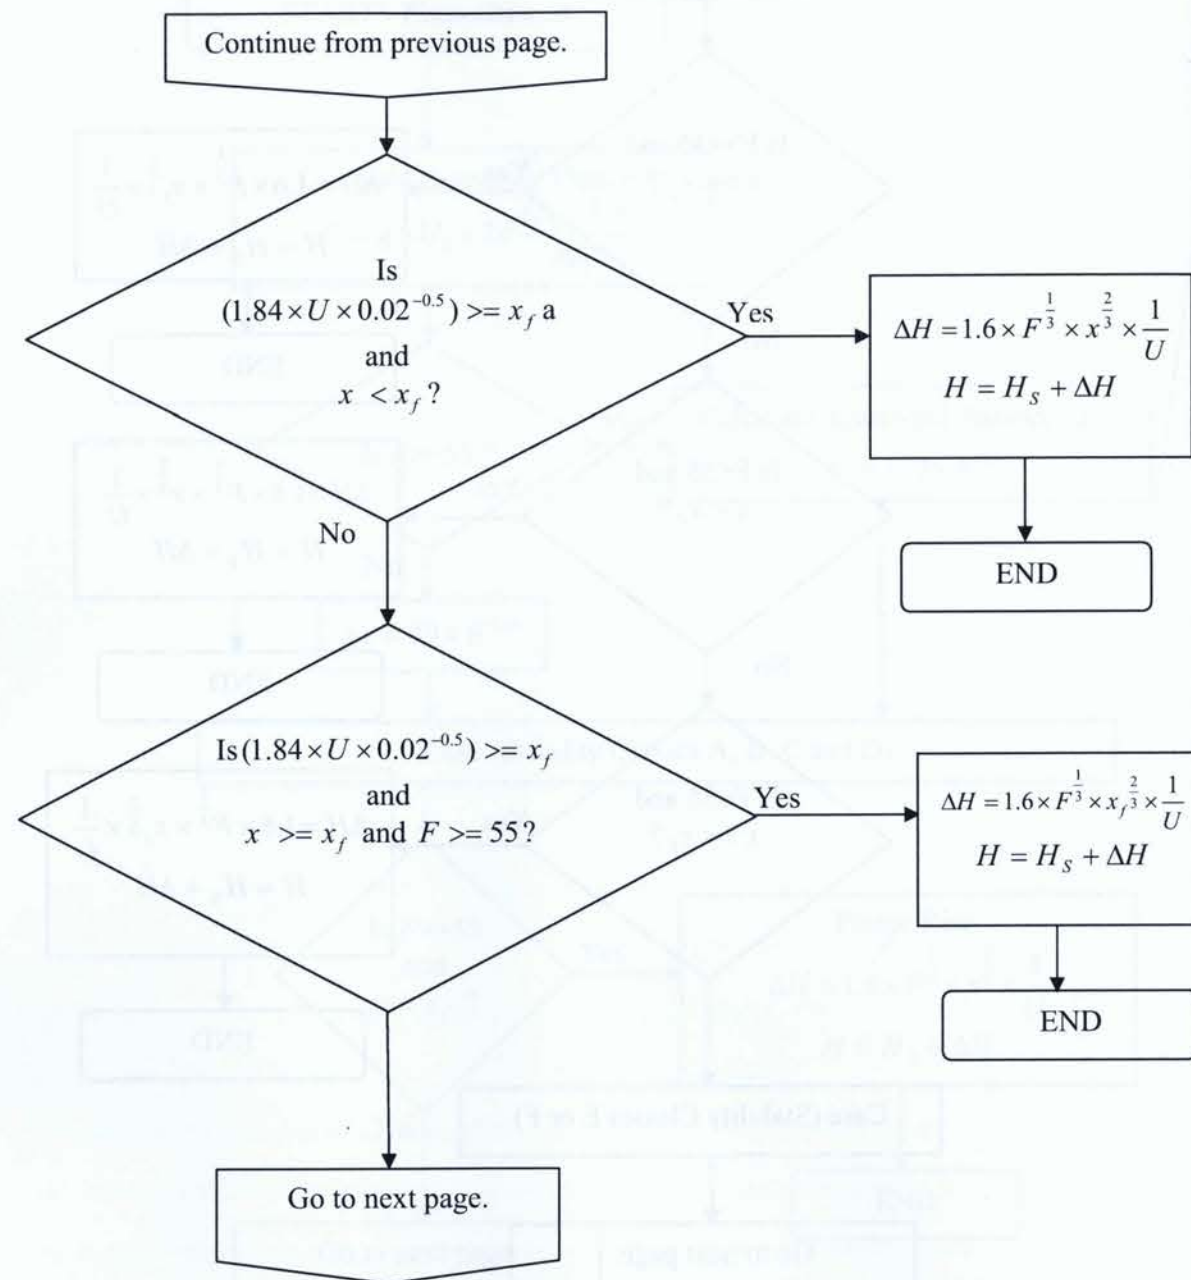 Continue from previous page.
Is
(1.84 × U × 0.02^{-0.5}) >= x_f a
and
x < x_f ?
Yes
ΔH = 1.6 × F^{1/3} × x^{2/3} × 1/U
H = H_S + ΔH
END
No
Is (1.84 × U × 0.02^{-0.5}) >= x_f
and
x >= x_f and F >= 55?
Yes
ΔH = 1.6 × F^{1/3} × x_f^{2/3} × 1/U
H = H_S + ΔH
END
Go to next page.